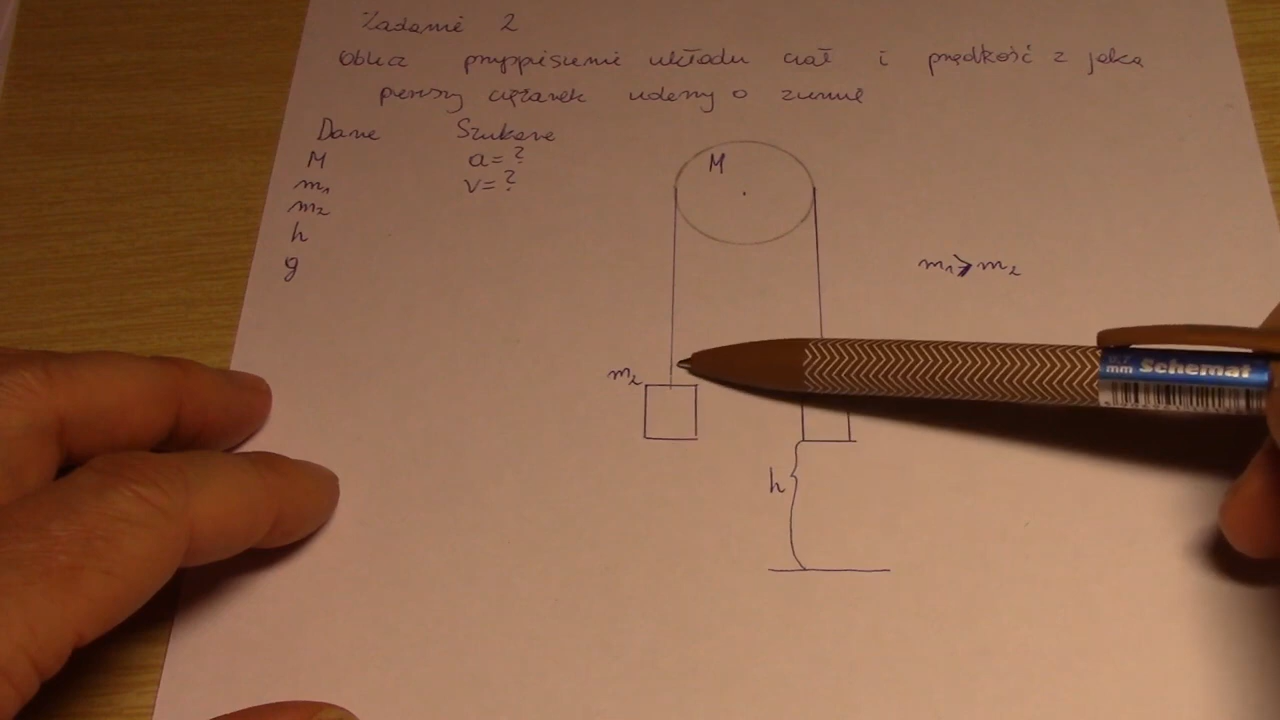 Zadanie 2
Oblicz przyspieszenie układu ciał i prędkość z jaką
pierwszy ciężarek uderzy o ziemię
Dane Szukane
M a=?
m₁ v=?
m₂
h
g
M
m₁>m₂
m₂
h
0.7 mm Schemat